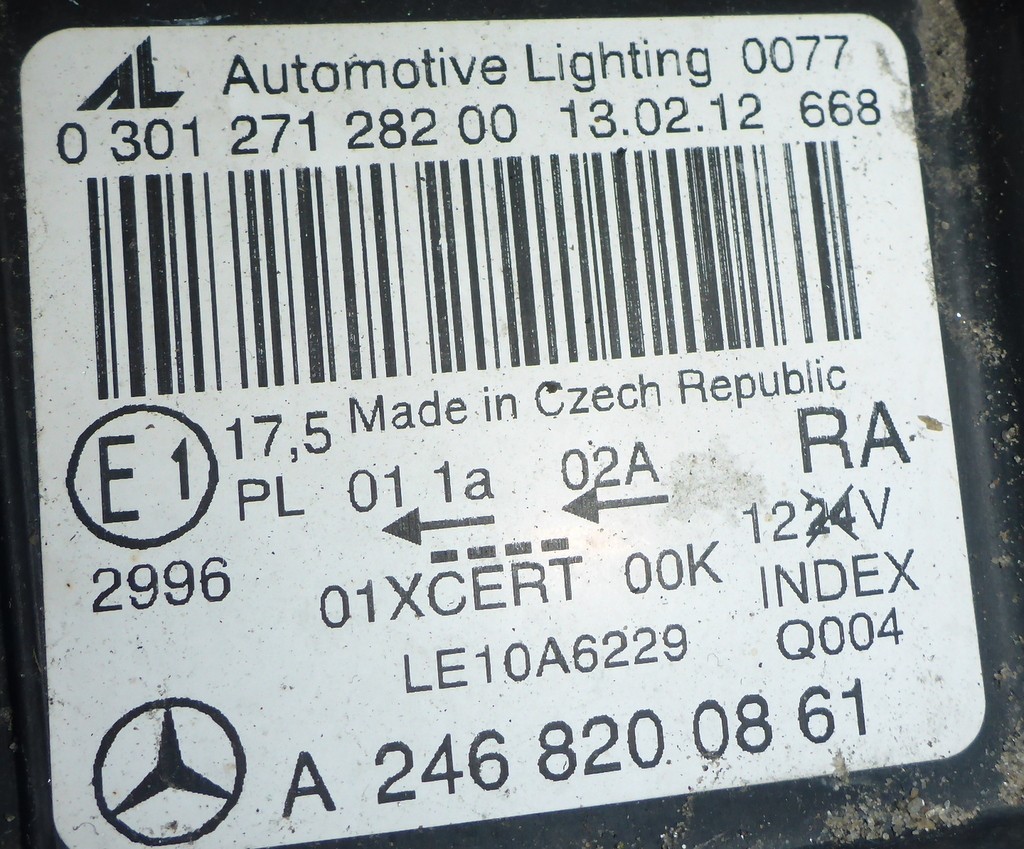 AL Automotive Lighting 0077
0 301 271 282 00 13.02.12 668
E1 17,5 Made in Czech Republic
PL 01 1a 02A RA
2996 01XCERT 00K 1224V
INDEX
LE10A6229 Q004
A 246 820 08 61